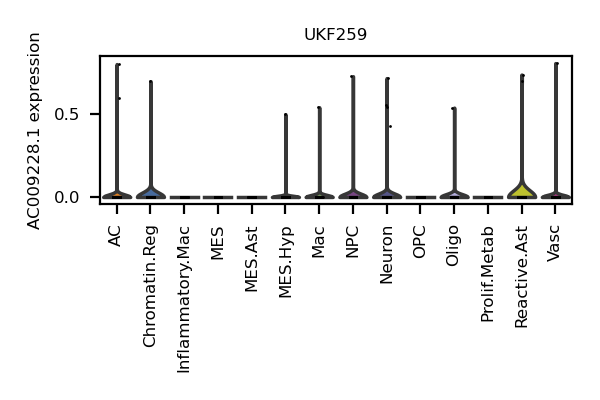 UKF259
AC009228.1 expression
0.5
0.0
AC
Chromatin.Reg
Inflammatory.Mac
MES
MES.Ast
MES.Hyp
Mac
NPC
Neuron
OPC
Oligo
Prolif.Metab
Reactive.Ast
Vasc